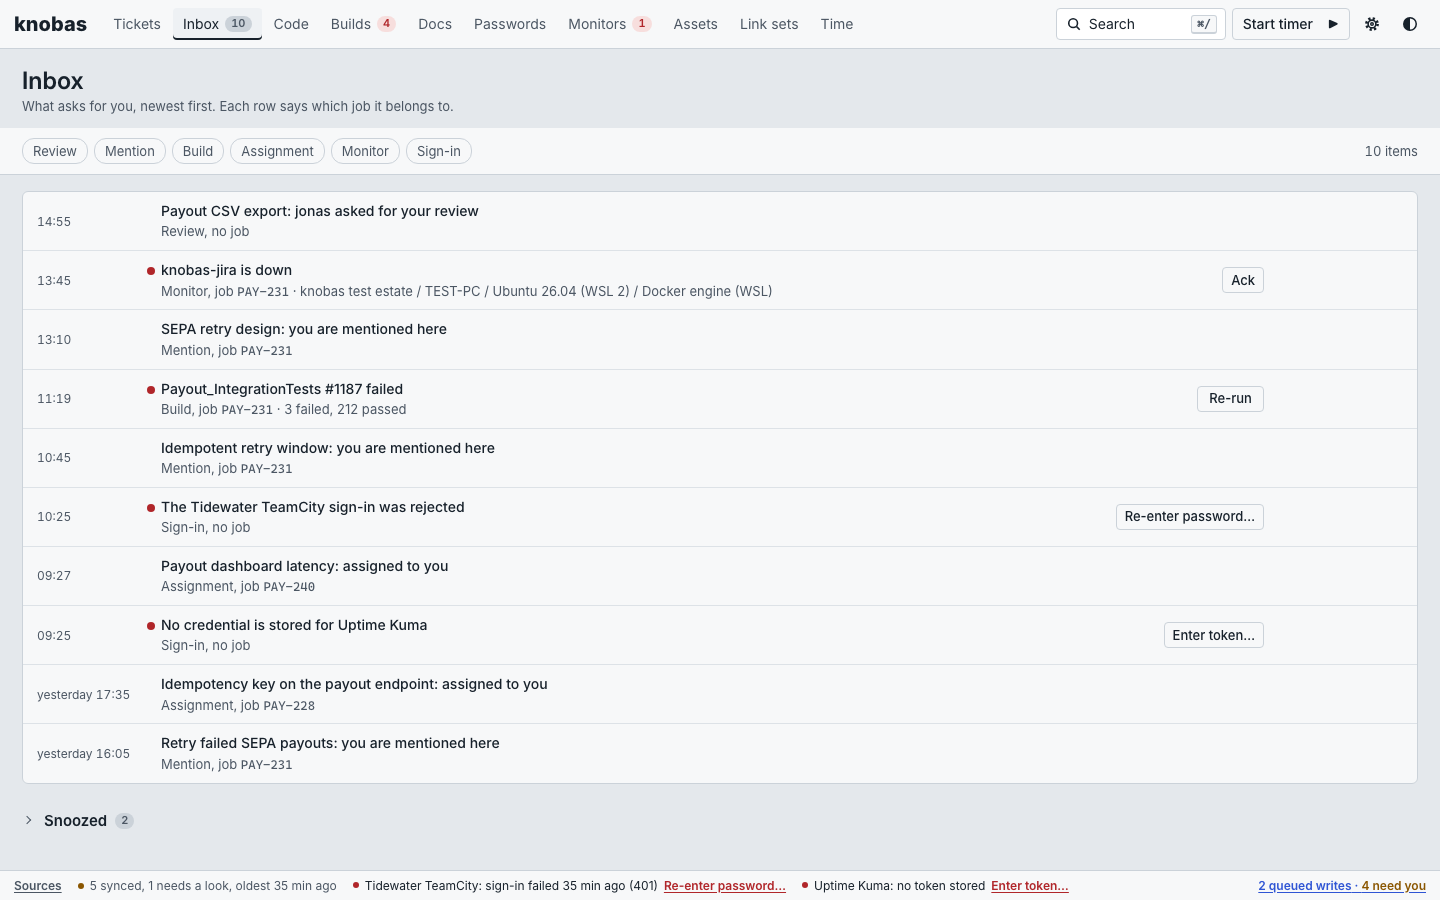 knobas
Tickets
Inbox 10
Code
Builds 4
Docs
Passwords
Monitors 1
Assets
Link sets
Time
Search ⌘/
Start timer
Inbox
What asks for you, newest first. Each row says which job it belongs to.
Review
Mention
Build
Assignment
Monitor
Sign-in
10 items
14:55
Payout CSV export: jonas asked for your review
Review, no job
13:45
knobas-jira is down
Monitor, job PAY-231 · knobas test estate / TEST-PC / Ubuntu 26.04 (WSL 2) / Docker engine (WSL)
Ack
13:10
SEPA retry design: you are mentioned here
Mention, job PAY-231
11:19
Payout_IntegrationTests #1187 failed
Build, job PAY-231 · 3 failed, 212 passed
Re-run
10:45
Idempotent retry window: you are mentioned here
Mention, job PAY-231
10:25
The Tidewater TeamCity sign-in was rejected
Sign-in, no job
Re-enter password…
09:27
Payout dashboard latency: assigned to you
Assignment, job PAY-240
09:25
No credential is stored for Uptime Kuma
Sign-in, no job
Enter token…
yesterday 17:35
Idempotency key on the payout endpoint: assigned to you
Assignment, job PAY-228
yesterday 16:05
Retry failed SEPA payouts: you are mentioned here
Mention, job PAY-231
Snoozed 2
Sources
5 synced, 1 needs a look, oldest 35 min ago
Tidewater TeamCity: sign-in failed 35 min ago (401) Re-enter password…
Uptime Kuma: no token stored Enter token…
2 queued writes · 4 need you